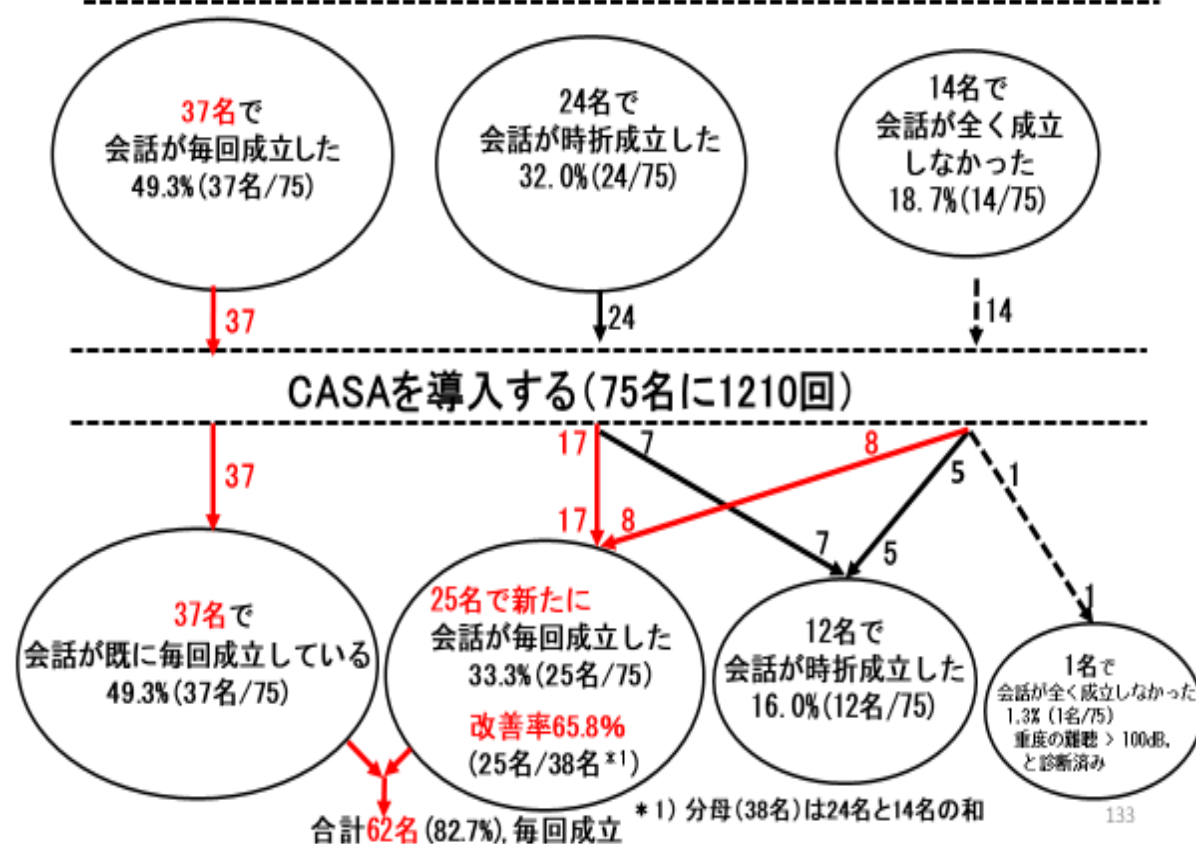 37名で
会話が毎回成立した
49.3%(37名/75)
24名で
会話が時折成立した
32.0%(24/75)
14名で
会話が全く成立
しなかった
18.7%(14/75)
37
24
14
CASAを導入する(75名に1210回)
37
17
7
8
5
1
17
8
7
5
1
37名で
会話が既に毎回成立している
49.3%(37名/75)
25名で新たに
会話が毎回成立した
33.3%(25名/75)
改善率65.8%
(25名/38名*1)
12名で
会話が時折成立した
16.0%(12名/75)
1名で
会話が全く成立しなかった
1.3% (1名/75)
重度の難聴 > 100dB,
と診断済み
*1) 分母(38名)は24名と14名の和
合計62名(82.7%),毎回成立
133